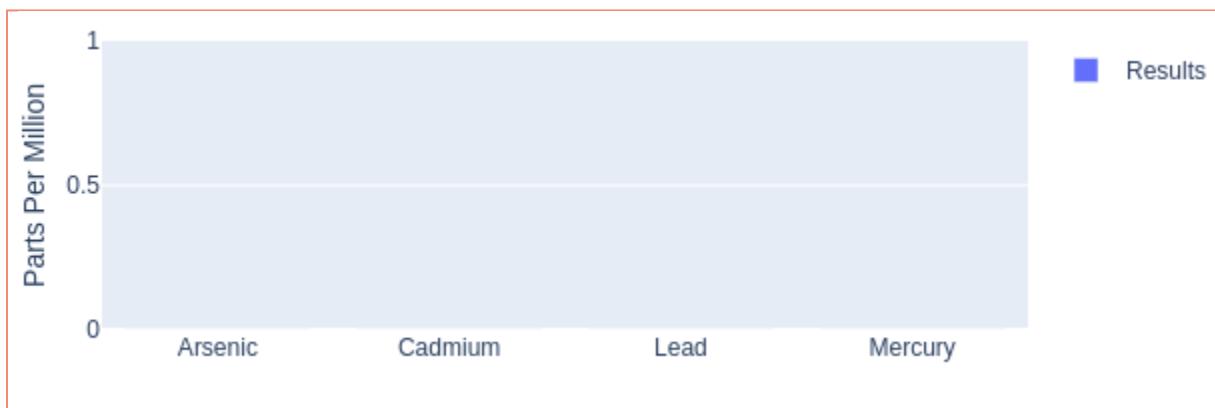 Parts Per Million
1
0.5
0
Arsenic Cadmium Lead Mercury
Results